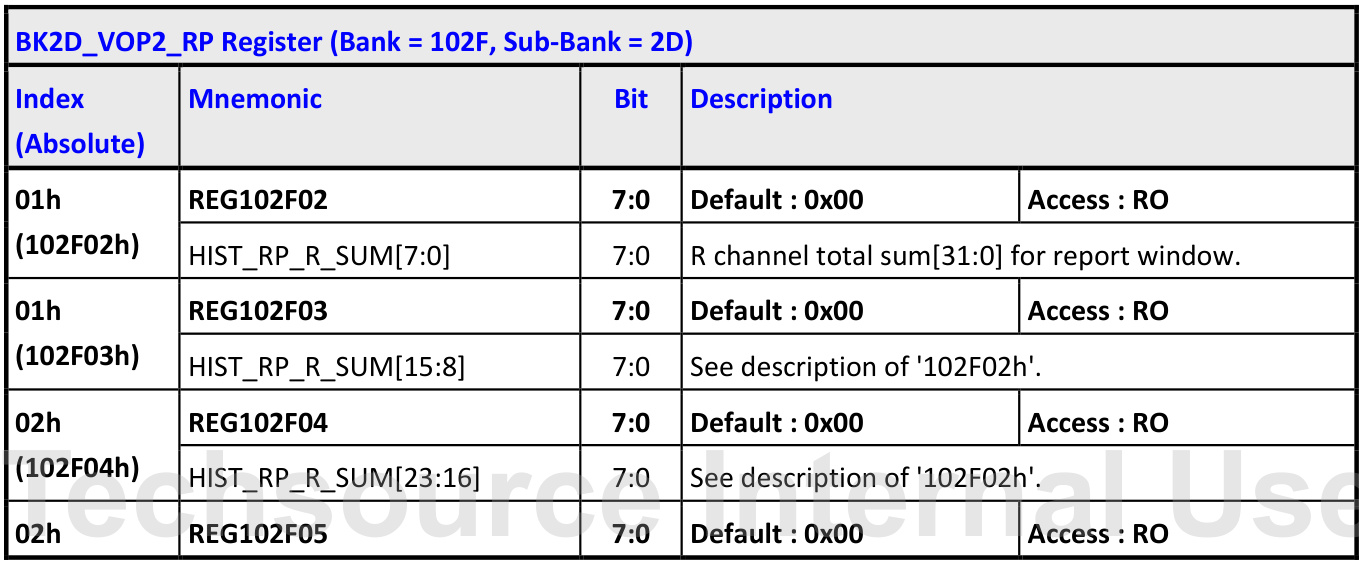 BK2D_VOP2_RP Register (Bank = 102F, Sub-Bank = 2D)
Index (Absolute) Mnemonic Bit Description
01h (102F02h) REG102F02 7:0 Default : 0x00 Access : RO
HIST_RP_R_SUM[7:0] 7:0 R channel total sum[31:0] for report window.
01h (102F03h) REG102F03 7:0 Default : 0x00 Access : RO
HIST_RP_R_SUM[15:8] 7:0 See description of '102F02h'.
02h (102F04h) REG102F04 7:0 Default : 0x00 Access : RO
HIST_RP_R_SUM[23:16] 7:0 See description of '102F02h'.
02h REG102F05 7:0 Default : 0x00 Access : RO
Techsource Internal Use